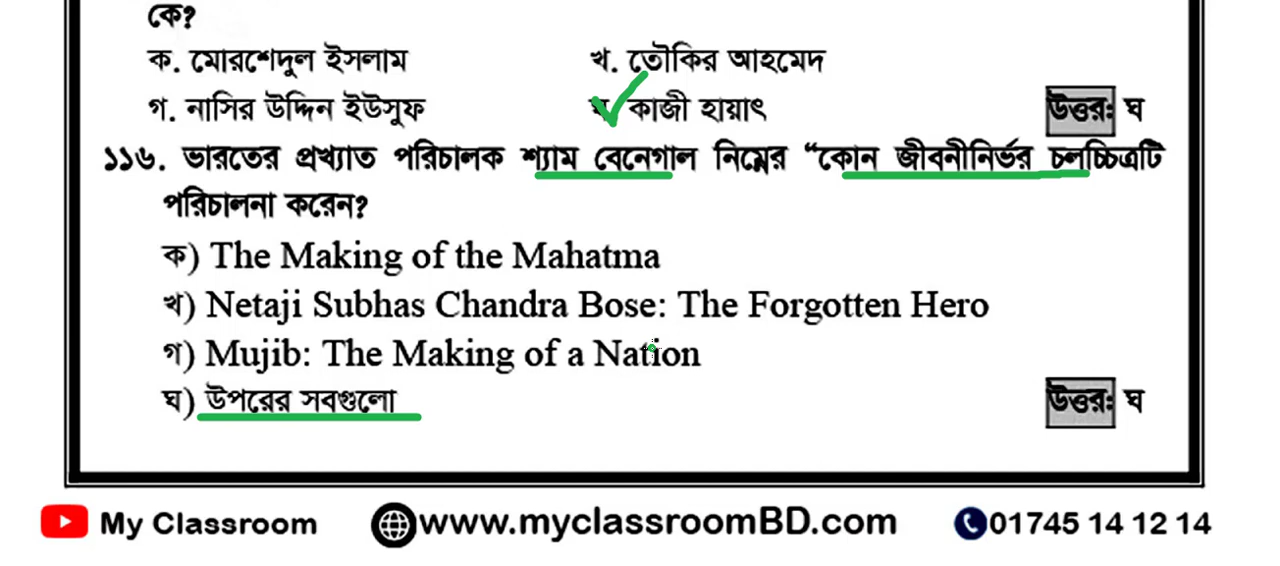 কে?
ক. মোরশেদুল ইসলাম খ. তৌকির আহমেদ
গ. নাসির উদ্দিন ইউসুফ ঘ. কাজী হায়াৎ উত্তর: ঘ
১১৬. ভারতের প্রখ্যাত পরিচালক শ্যাম বেনেগাল নিম্নের “কোন জীবনীনির্ভর চলচ্চিত্রটি
পরিচালনা করেন?
ক) The Making of the Mahatma
খ) Netaji Subhas Chandra Bose: The Forgotten Hero
গ) Mujib: The Making of a Nation
ঘ) উপরের সবগুলো উত্তর: ঘ
My Classroom www.myclassroomBD.com 01745 14 12 14